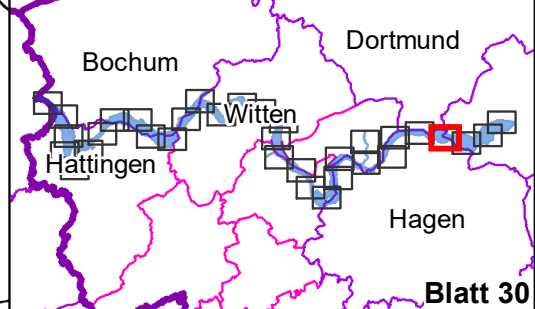 Dortmund
Bochum
Witten
Hattingen
Hagen
Blatt 30